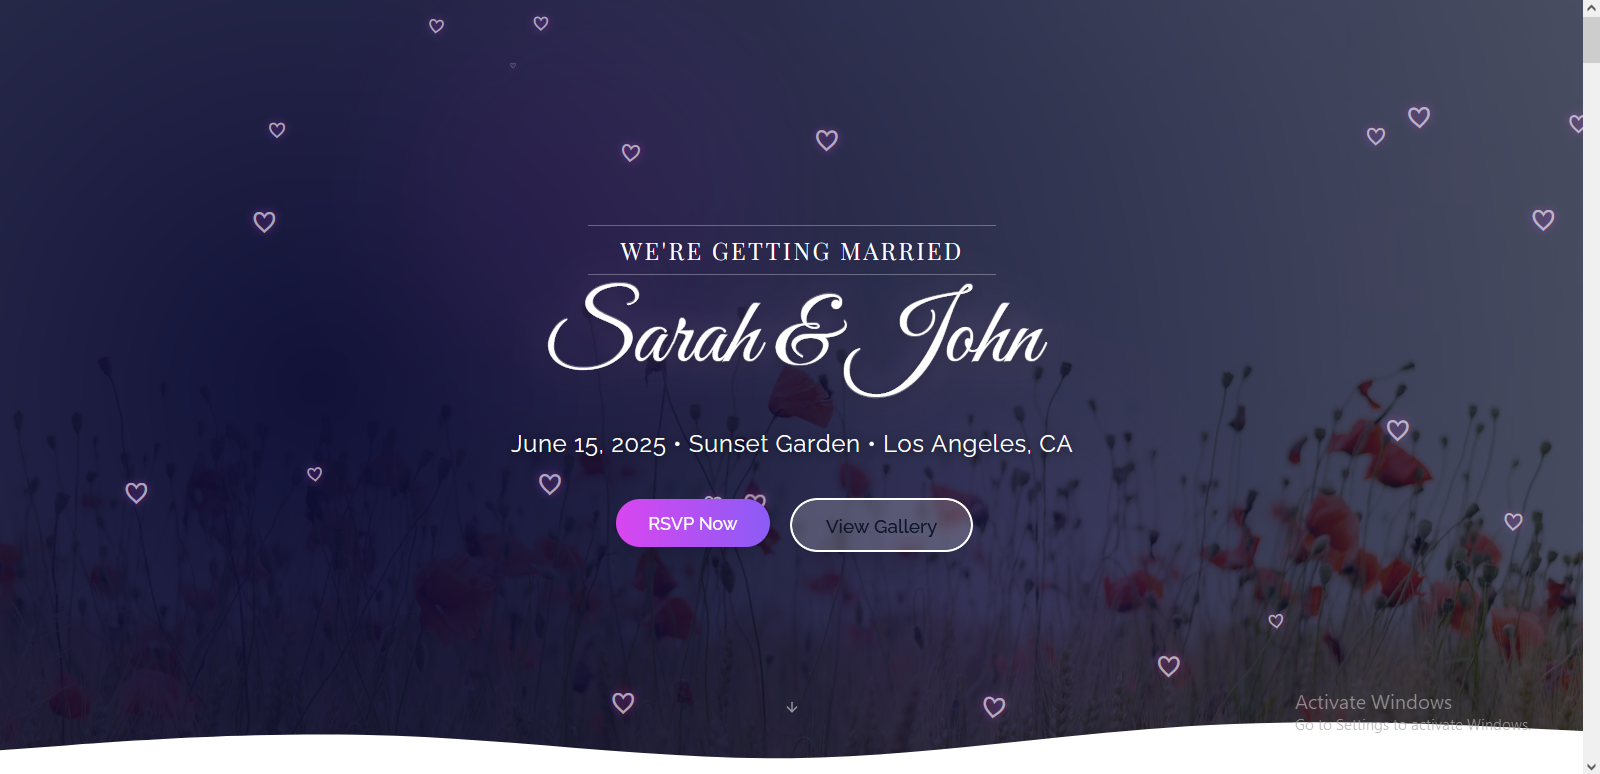 WE'RE GETTING MARRIED
Sarah & John
June 15, 2025 • Sunset Garden • Los Angeles, CA
RSVP Now
View Gallery
Activate Windows
Go to Settings to activate Windows.